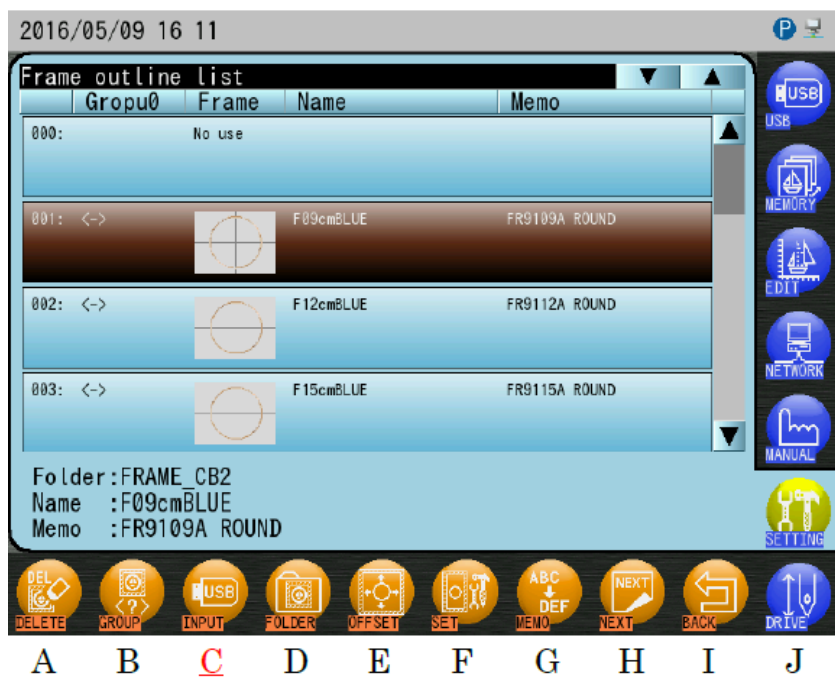 2016/05/09 16 11
P
Frame outline list ▼ ▲
Gropu0 Frame Name Memo
000: No use
001: <-> F09cmBLUE FR9109A ROUND
002: <-> F12cmBLUE FR9112A ROUND
003: <-> F15cmBLUE FR9115A ROUND
Folder:FRAME_CB2
Name :F09cmBLUE
Memo :FR9109A ROUND
USB
USB
MEMORY
EDIT
NETWORK
MANUAL
SETTING
DEL
DELETE
<?>
GROUP
USB
INPUT
FOLDER
OFFSET
SET
ABC
DEF
MEMO
NEXT
NEXT
BACK
DRIVE
A B C D E F G H I J